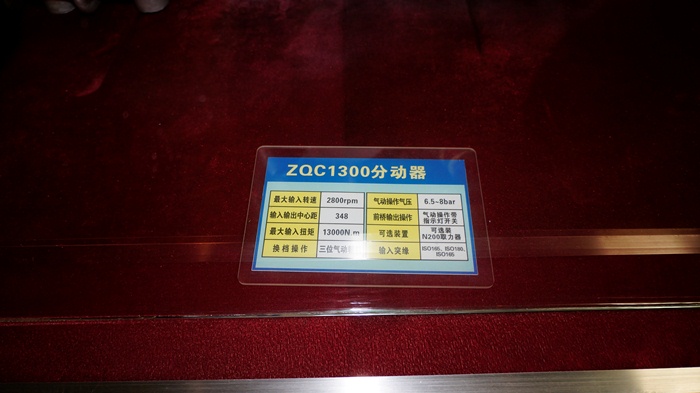 ZQC1300分动器
最大输入转速 2800rpm 气动操作气压 6.5~8bar
输入输出中心距 348 前桥输出操作 气动操作带
指示灯开关
最大输入扭矩 13000N.m 可选装置 可选装
N200取力器
换档操作 三位气动 输入突缘 ISO165、ISO180、
ISO165